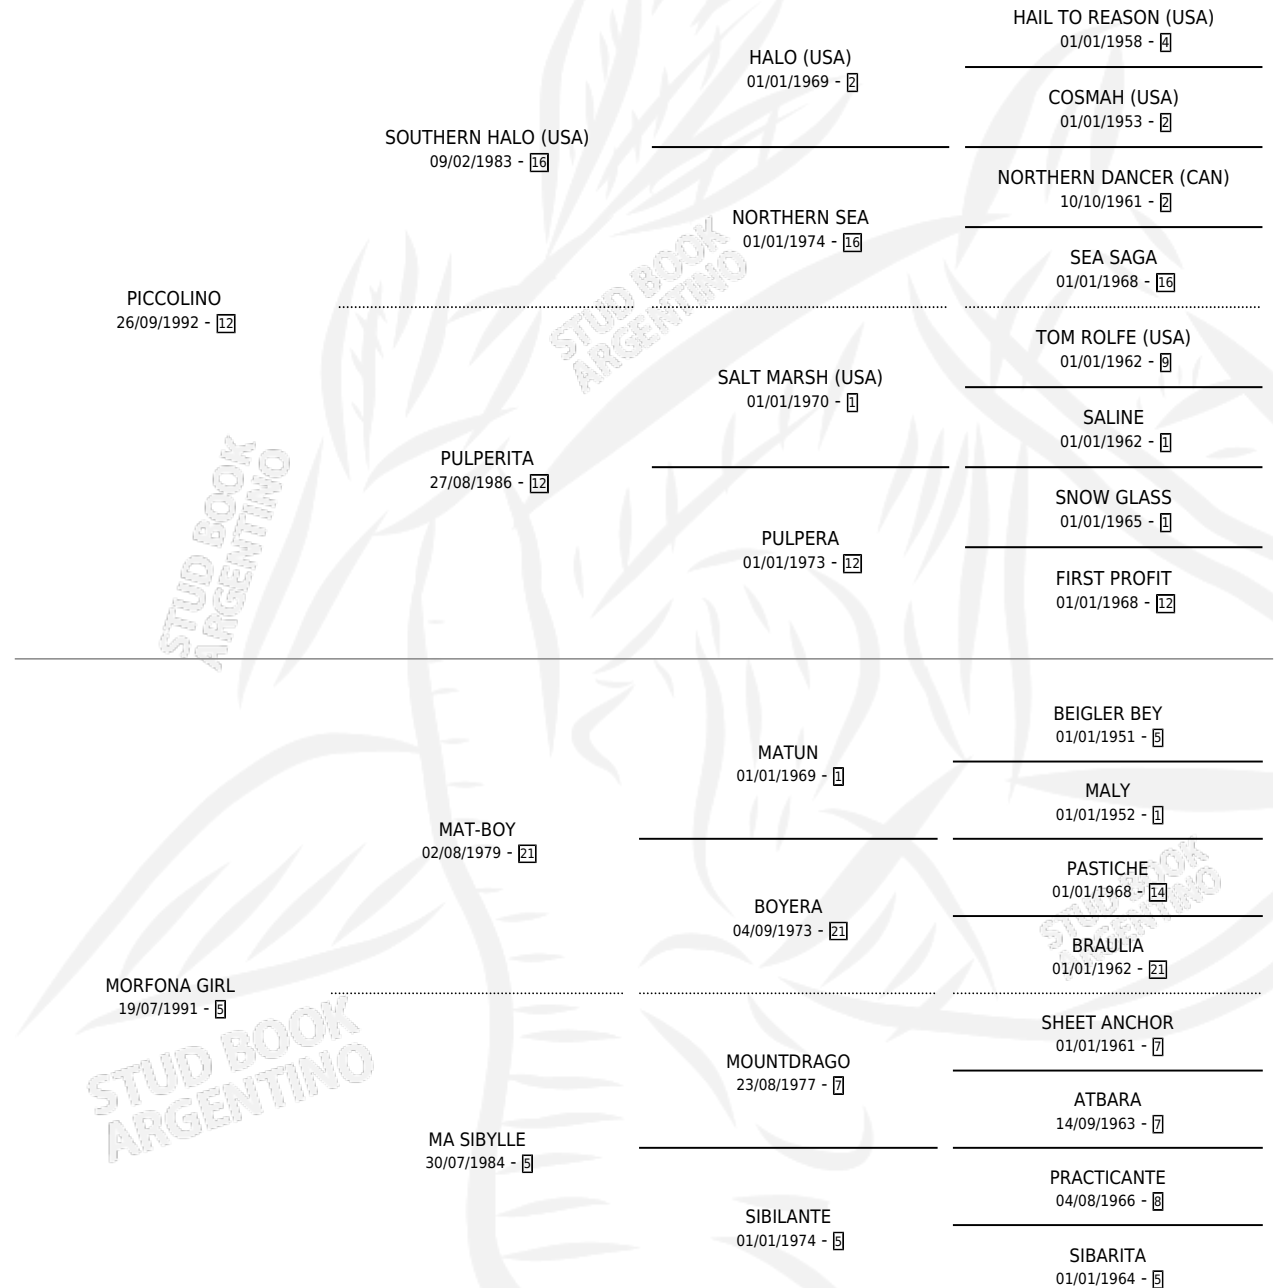 HAIL TO REASON (USA)
01/01/1958 - 4
HALO (USA)
01/01/1969 - 2
COSMAH (USA)
01/01/1953 - 2
SOUTHERN HALO (USA)
09/02/1983 - 16
NORTHERN DANCER (CAN)
10/10/1961 - 2
NORTHERN SEA
01/01/1974 - 16
SEA SAGA
01/01/1968 - 16
PICCOLINO
26/09/1992 - 12
STUD BOOK
ARGENTINO
TOM ROLFE (USA)
01/01/1962 - 9
SALT MARSH (USA)
01/01/1970 - 1
SALINE
01/01/1962 - 1
PULPERITA
27/08/1986 - 12
SNOW GLASS
01/01/1965 - 1
PULPERA
01/01/1973 - 12
FIRST PROFIT
01/01/1968 - 12
STUD BOOK
ARGENTINO
BEIGLER BEY
01/01/1951 - 5
MATUN
01/01/1969 - 1
MALY
01/01/1952 - 1
MAT-BOY
02/08/1979 - 21
PASTICHE
01/01/1968 - 14
BOYERA
04/09/1973 - 21
BRAULIA
01/01/1962 - 21
STUD BOOK
ARGENTINO
MORFONA GIRL
19/07/1991 - 5
SHEET ANCHOR
01/01/1961 - 7
MOUNTDRAGO
23/08/1977 - 7
ATBARA
14/09/1963 - 7
STUD BOOK
ARGENTINO
MA SIBYLLE
30/07/1984 - 5
PRACTICANTE
04/08/1966 - 8
SIBILANTE
01/01/1974 - 5
SIBARITA
01/01/1964 - 5